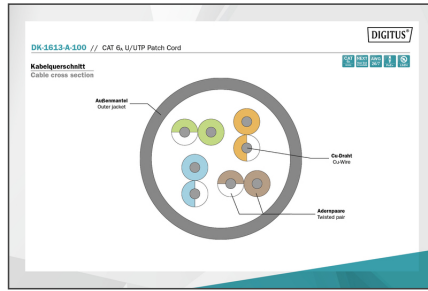 DIGITUS®
DK-1613-A-100 // CAT 6A U/UTP Patch Cord
Kabelquerschnitt
Cable cross section
Außenmantel
Outer jacket
Cu-Draht
Cu-Wire
Adernpaare
Twisted pair